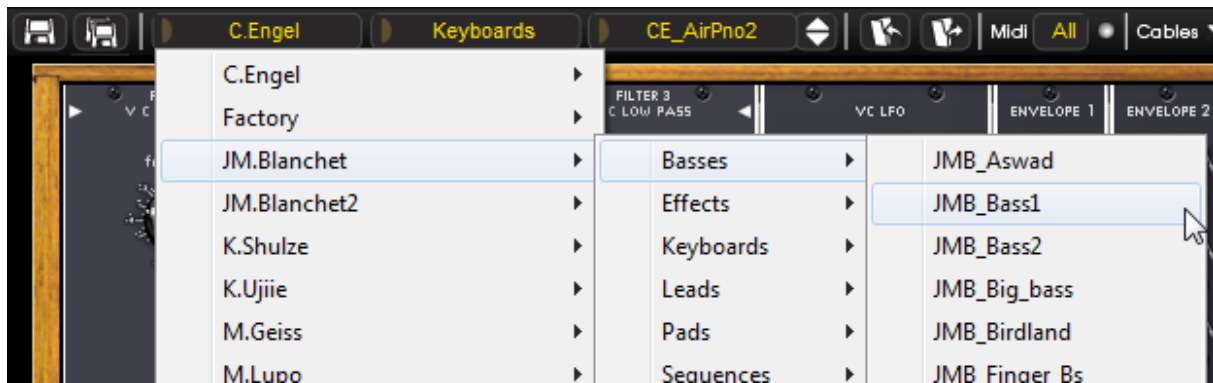 C.Engel Keyboards CE_AirPno2 Midi All Cables
C.Engel
Factory
JM.Blanchet
JM.Blanchet2
K.Shulze
K.Ujiie
M.Geiss
M.Lupo
Basses
Effects
Keyboards
Leads
Pads
Sequences
JMB_Aswad
JMB_Bass1
JMB_Bass2
JMB_Big_bass
JMB_Birdland
JMB_Finger_Bs
FILTER 3
LOW PASS
VC LFO
ENVELOPE 1
ENVELOPE 2